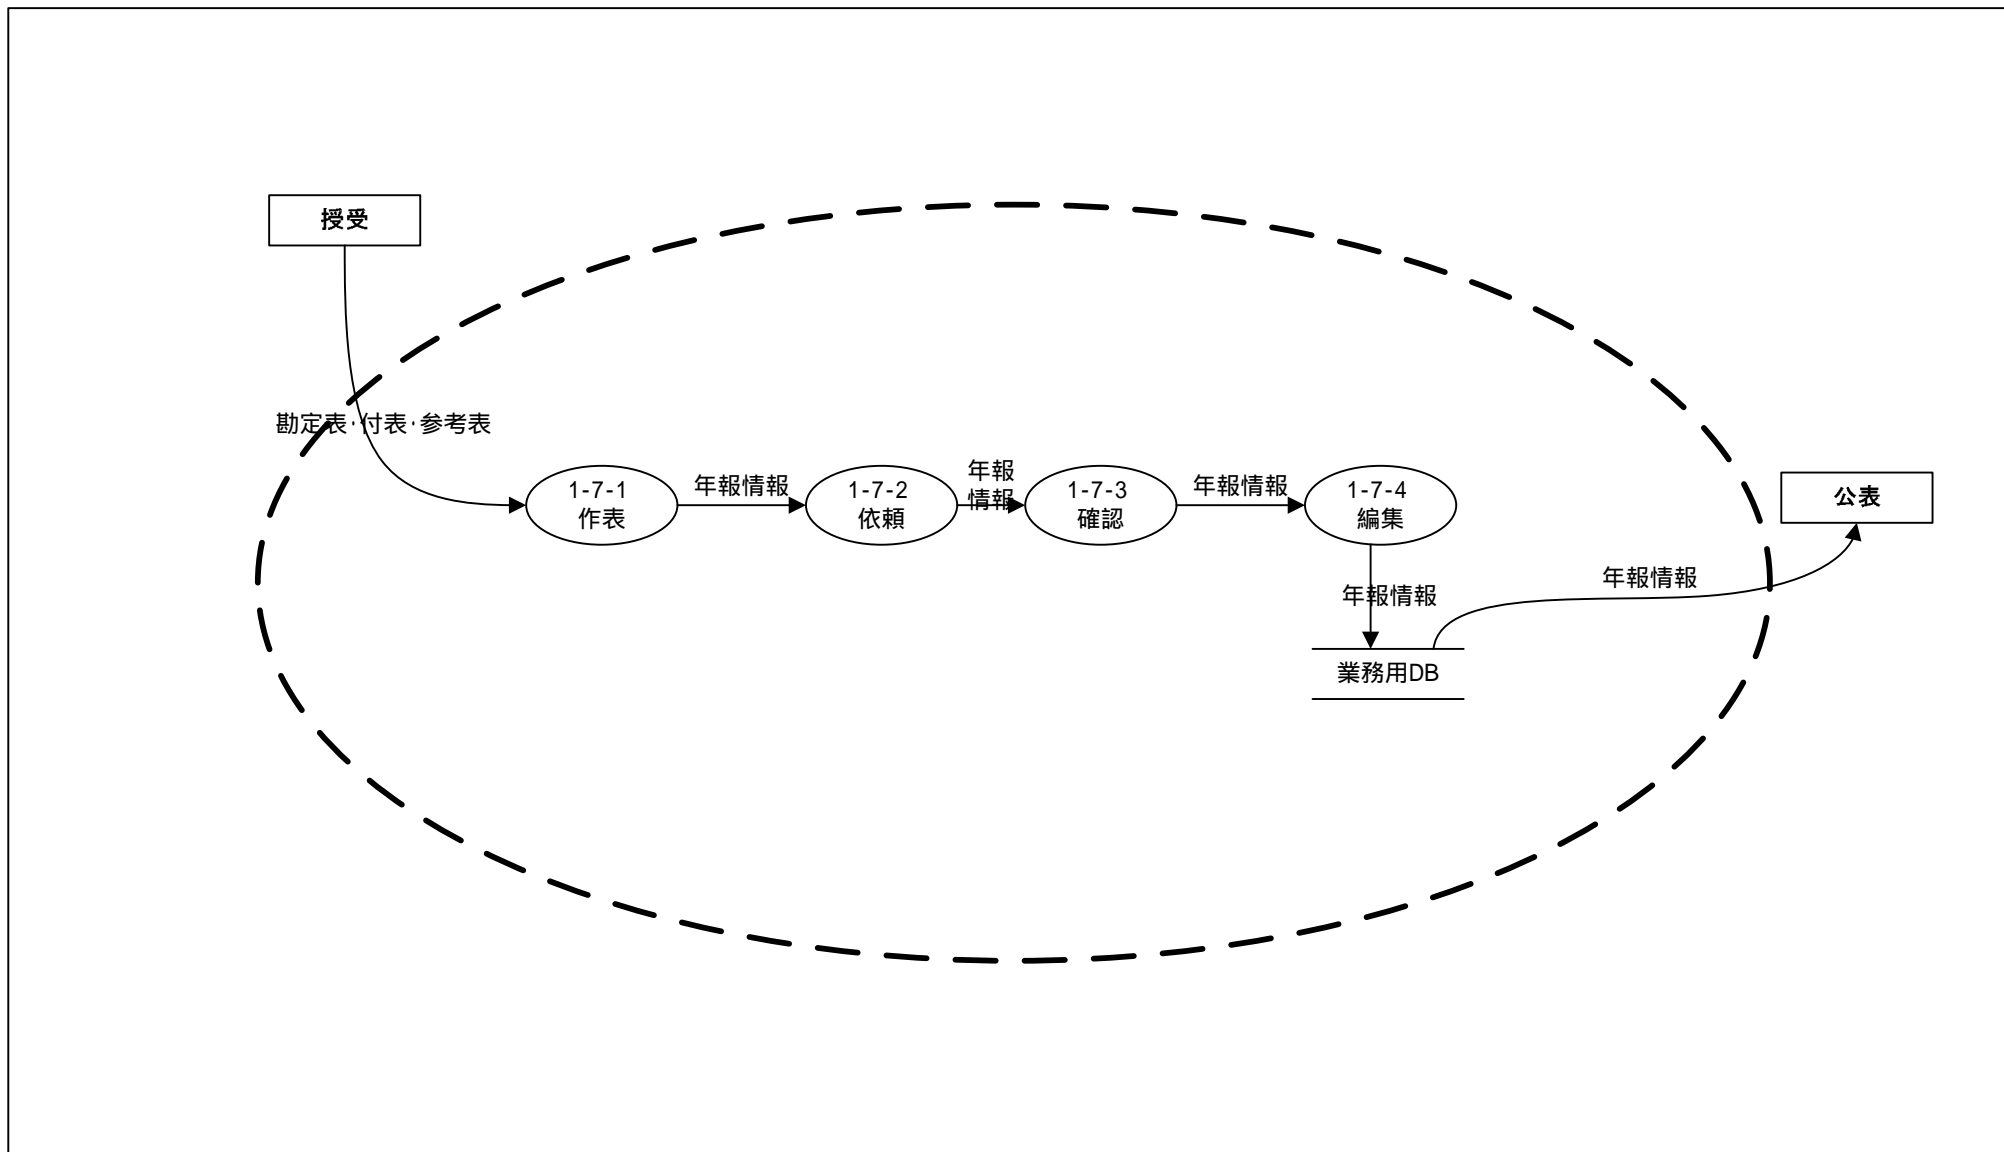 授受
勘定表・付表・参考表
1-7-1
作表
年報情報
1-7-2
依頼
年報
情報
1-7-3
確認
年報情報
1-7-4
編集
公表
年報情報
年報情報
業務用DB